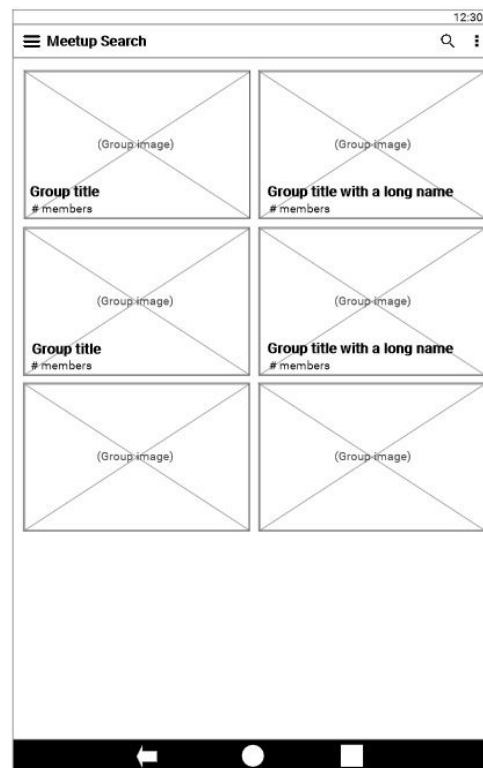 12:30
Meetup Search
(Group image)
(Group image)
Group title
Group title with a long name
# members
# members
(Group image)
(Group image)
Group title
Group title with a long name
# members
# members
(Group image)
(Group image)